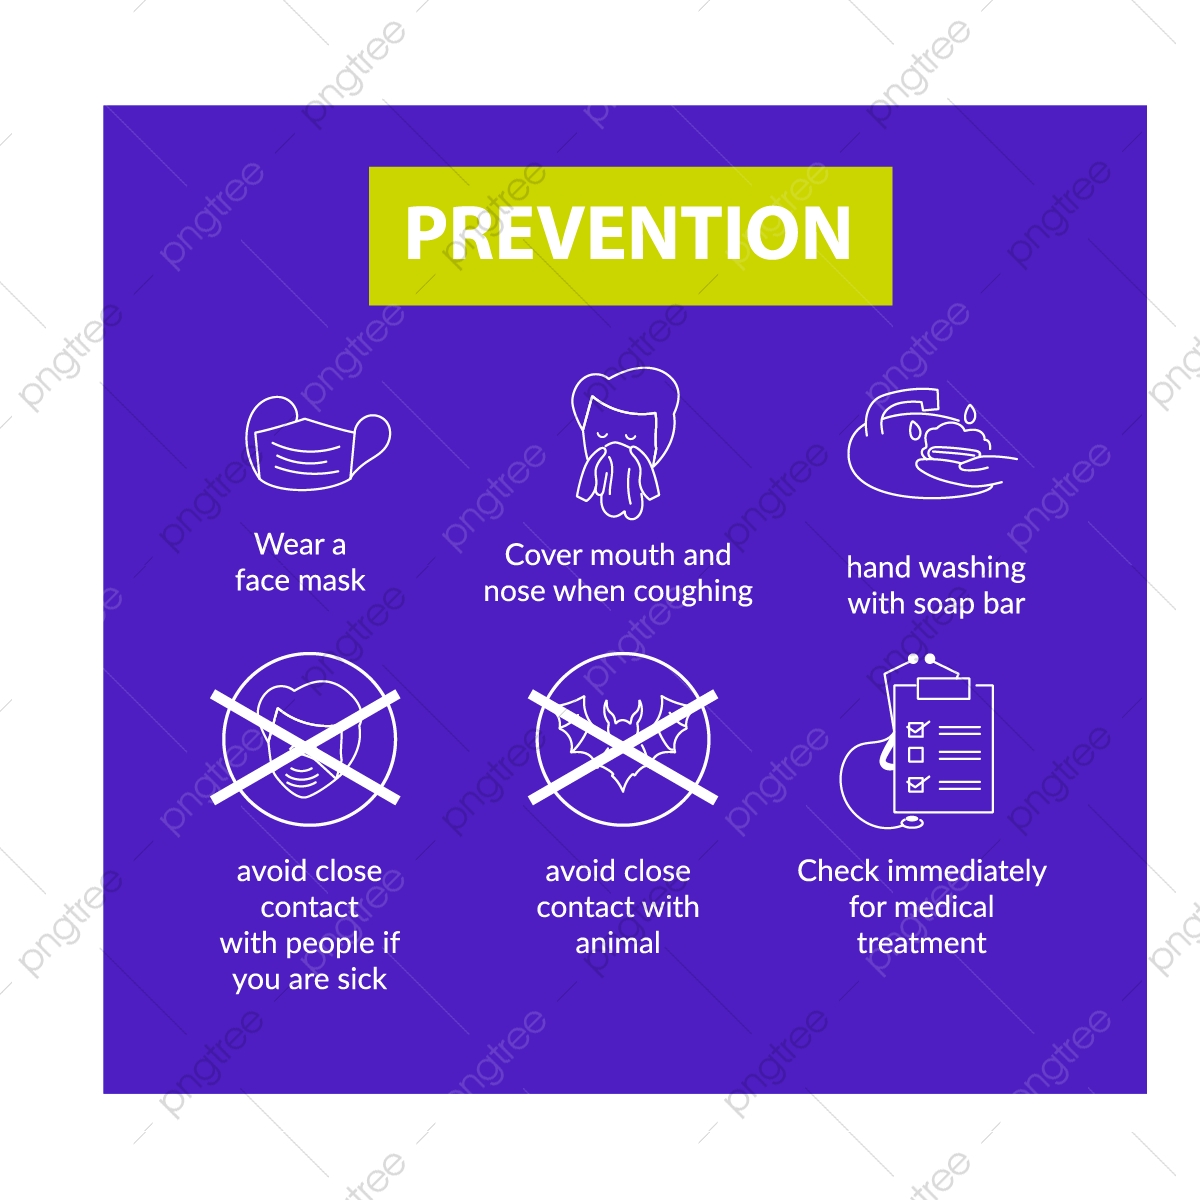 PREVENTION
Wear a
face mask
Cover mouth and
nose when coughing
hand washing
with soap bar
avoid close
contact
with people if
you are sick
avoid close
contact with
animal
Check immediately
for medical
treatment
pngtree